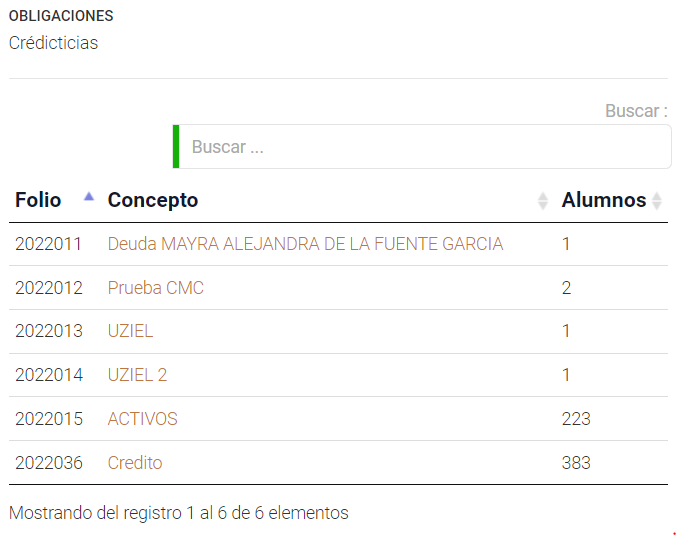 OBLIGACIONES
Crédicticias
Buscar :
Buscar ...
Folio Concepto Alumnos
2022011 Deuda MAYRA ALEJANDRA DE LA FUENTE GARCIA 1
2022012 Prueba CMC 2
2022013 UZIEL 1
2022014 UZIEL 2 1
2022015 ACTIVOS 223
2022036 Credito 383
Mostrando del registro 1 al 6 de 6 elementos